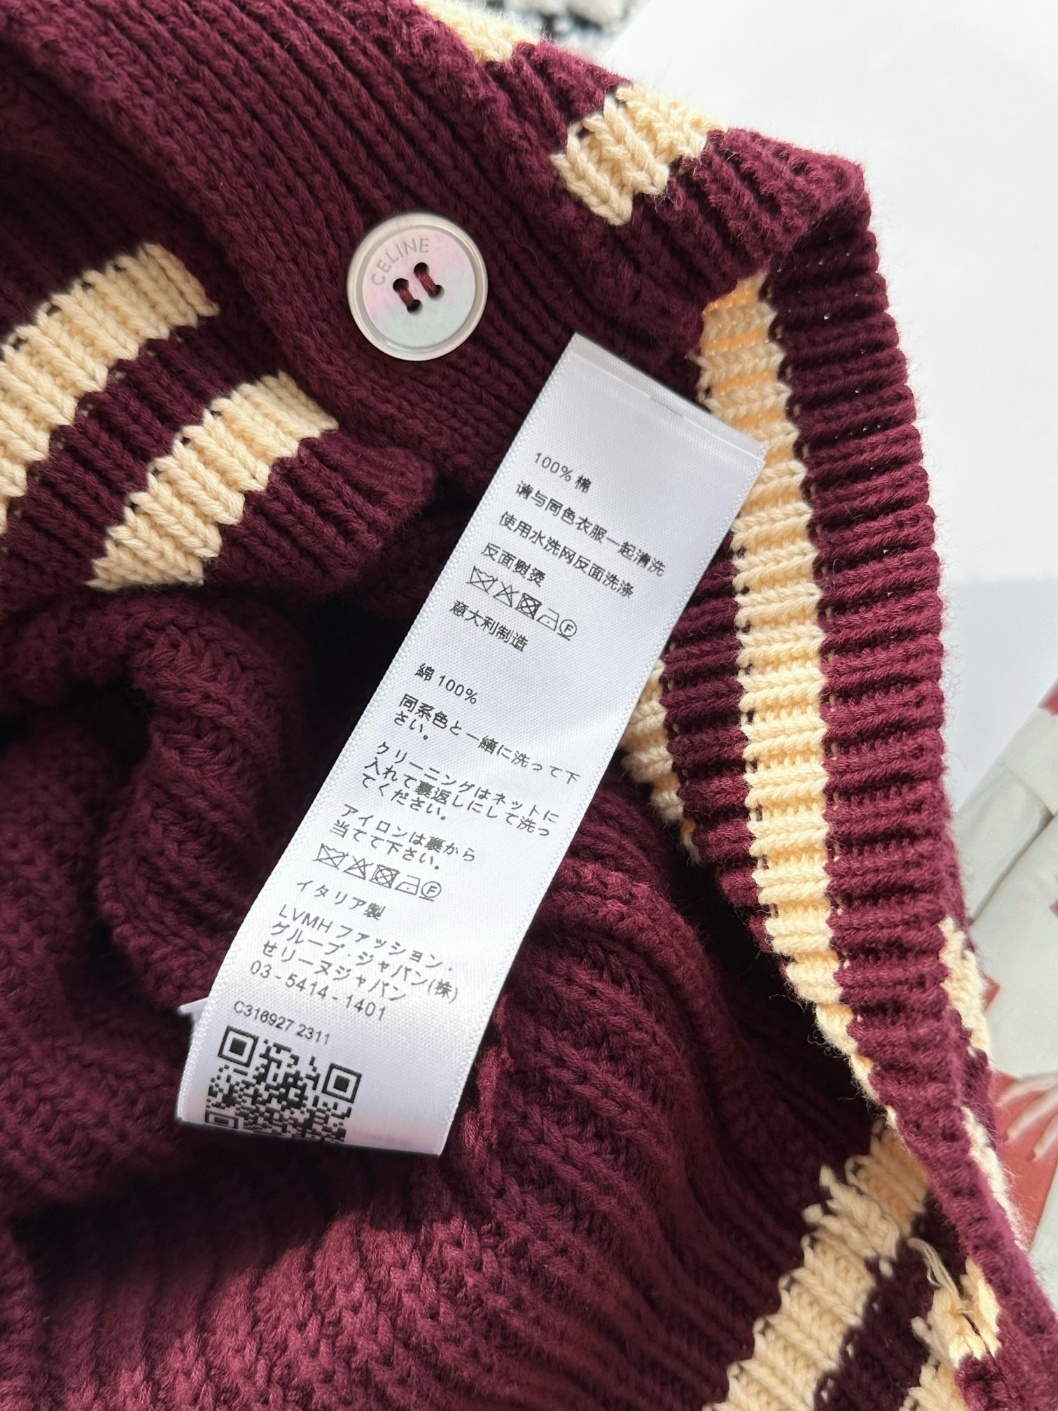 CELINE
100% 棉
请与同色衣服一起清洗
使用水洗网反面洗涤
反面熨烫
意大利制造
綿 100%
同系色と一緒に洗って下
さい。
クリーニングはネットに
入れて裏返しにして洗っ
てください。
アイロンは裏から
当てて下さい。
イタリア製
LVMH ファッション・
グループ・ジャパン(株)
せリーヌジャパン
03 - 5414 - 1401
C316927 2311